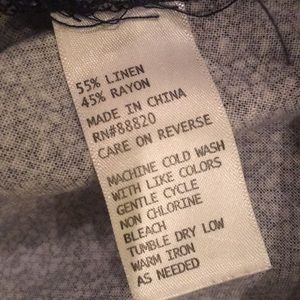 55% LINEN
45% RAYON
MADE IN CHINA
RN#88820
CARE ON REVERSE
MACHINE COLD WASH
WITH LIKE COLORS
GENTLE CYCLE
NON CHLORINE
BLEACH
TUMBLE DRY LOW
WARM IRON
AS NEEDED